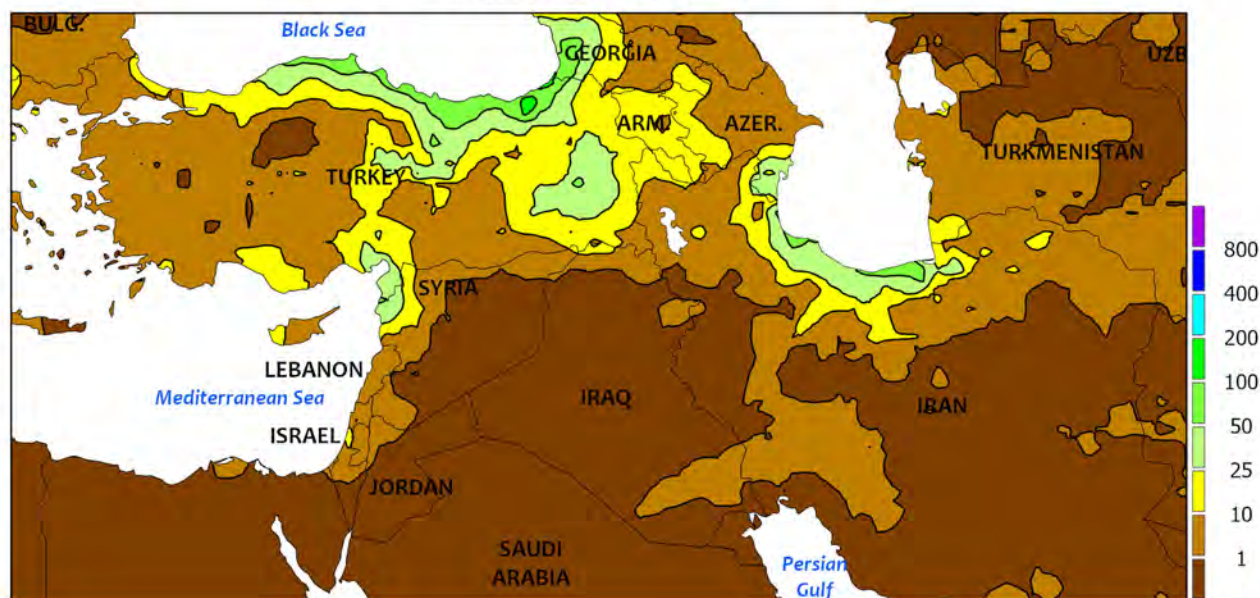 BULG.
Black Sea
GEORGIA
UZB
ARM.
AZER.
TURKMENISTAN
TURKEY
SYRIA
LEBANON
Mediterranean Sea
IRAQ
IRAN
ISRAEL
JORDAN
SAUDI
ARABIA
Persian
Gulf
800
400
200
100
50
25
10
1